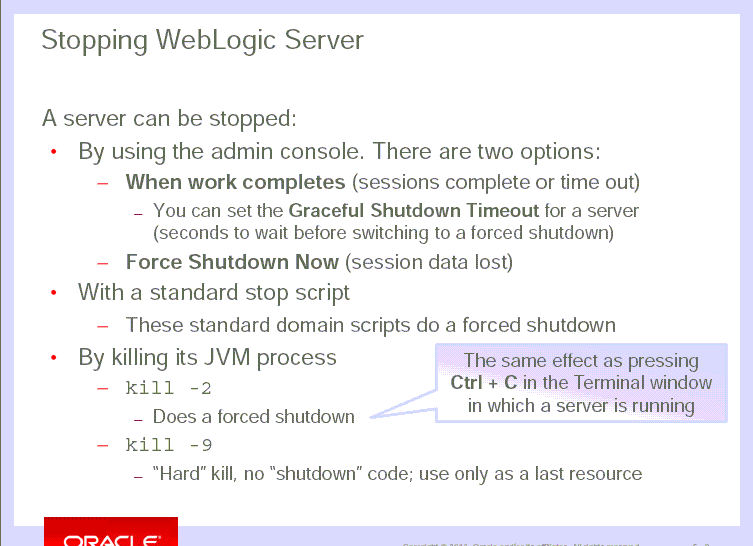 Stopping WebLogic Server
A server can be stopped:
• By using the admin console. There are two options:
– When work completes (sessions complete or time out)
– You can set the Graceful Shutdown Timeout for a server
(seconds to wait before switching to a forced shutdown)
– Force Shutdown Now (session data lost)
• With a standard stop script
– These standard domain scripts do a forced shutdown
• By killing its JVM process
– kill -2
– Does a forced shutdown
The same effect as pressing
Ctrl + C in the Terminal window
in which a server is running
– kill -9
– “Hard” kill, no “shutdown” code; use only as a last resource
ORACLE